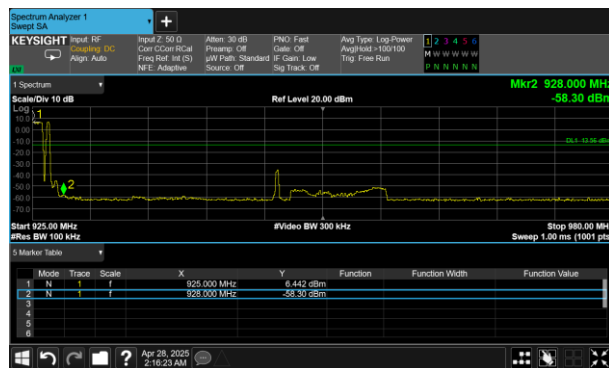 Spectrum Analyzer 1
Swept SA
KEYSIGHT
Input: RF
Coupling: DC
Align: Auto
Input Z: 50 Ω
Corr CCorr RCal
Freq Ref: Int (S)
NFE: Adaptive
Atten: 30 dB
Preamp: Off
µW Path: Standard
Source: Off
PNO: Fast
Gate: Off
IF Gain: Low
Sig Track: Off
Avg Type: Log-Power
Avg|Hold:>100/100
Trig: Free Run
1 2 3 4 5 6
M W W W W W
P N N N N N
1 Spectrum
Mkr2 928.000 MHz
Scale/Div 10 dB
Ref Level 20.00 dBm
-58.30 dBm
Log
10.0
0.00
-10.0
-20.0
-30.0
-40.0
-50.0
-60.0
-70.0
1
2
DL1 -13.56 dBm
Start 925.00 MHz
#Video BW 300 kHz
Stop 980.00 MHz
#Res BW 100 kHz
Sweep 1.00 ms (1001 pts)
5 Marker Table
Mode Trace Scale X Y Function Function Width Function Value
1 N 1 f 925.000 MHz 6.442 dBm
2 N 1 f 928.000 MHz -58.30 dBm
3
4
5
6
?
Apr 28, 2025
2:16:23 AM